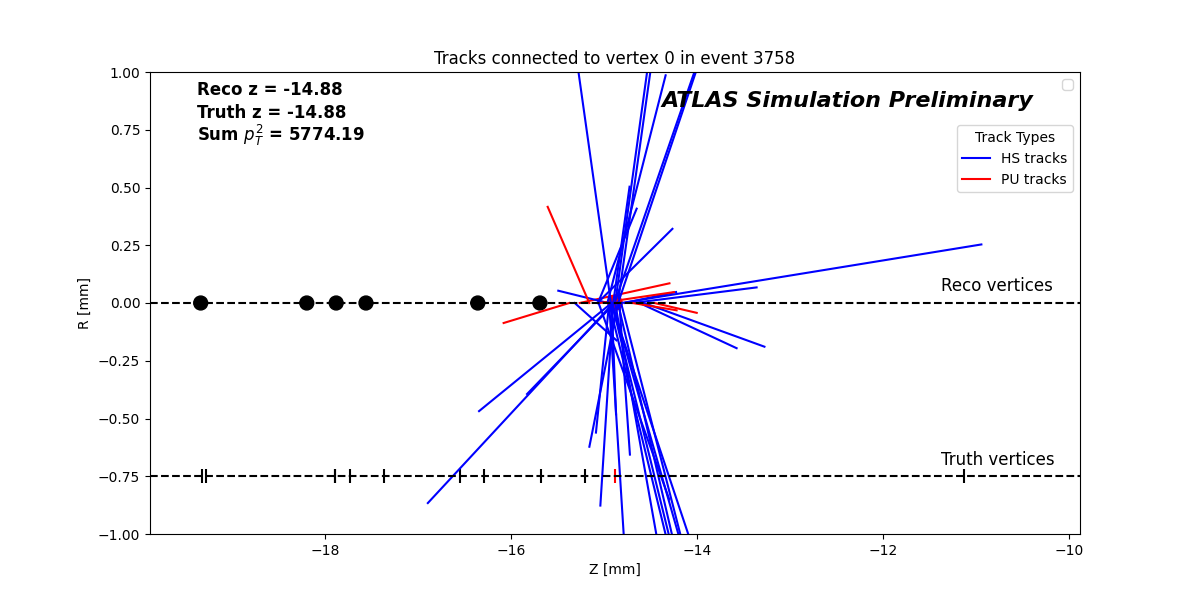 Tracks connected to vertex 0 in event 3758
Reco z = -14.88
Truth z = -14.88
Sum $p_T^2$ = 5774.19
ATLAS Simulation Preliminary
Track Types
HS tracks
PU tracks
Reco vertices
Truth vertices
1.00
0.75
0.50
0.25
0.00
−0.25
−0.50
−0.75
−1.00
R [mm]
−18
−16
−14
−12
−10
Z [mm]